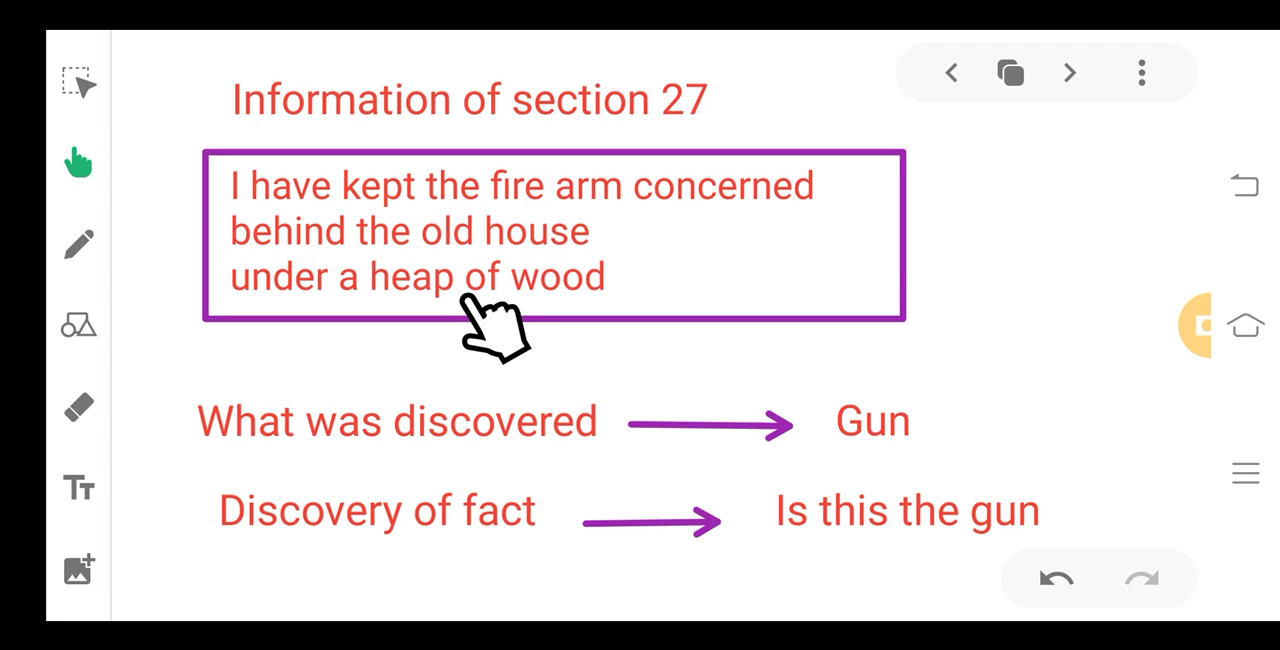 Information of section 27
I have kept the fire arm concerned
behind the old house
under a heap of wood
What was discovered Gun
Discovery of fact Is this the gun
TT